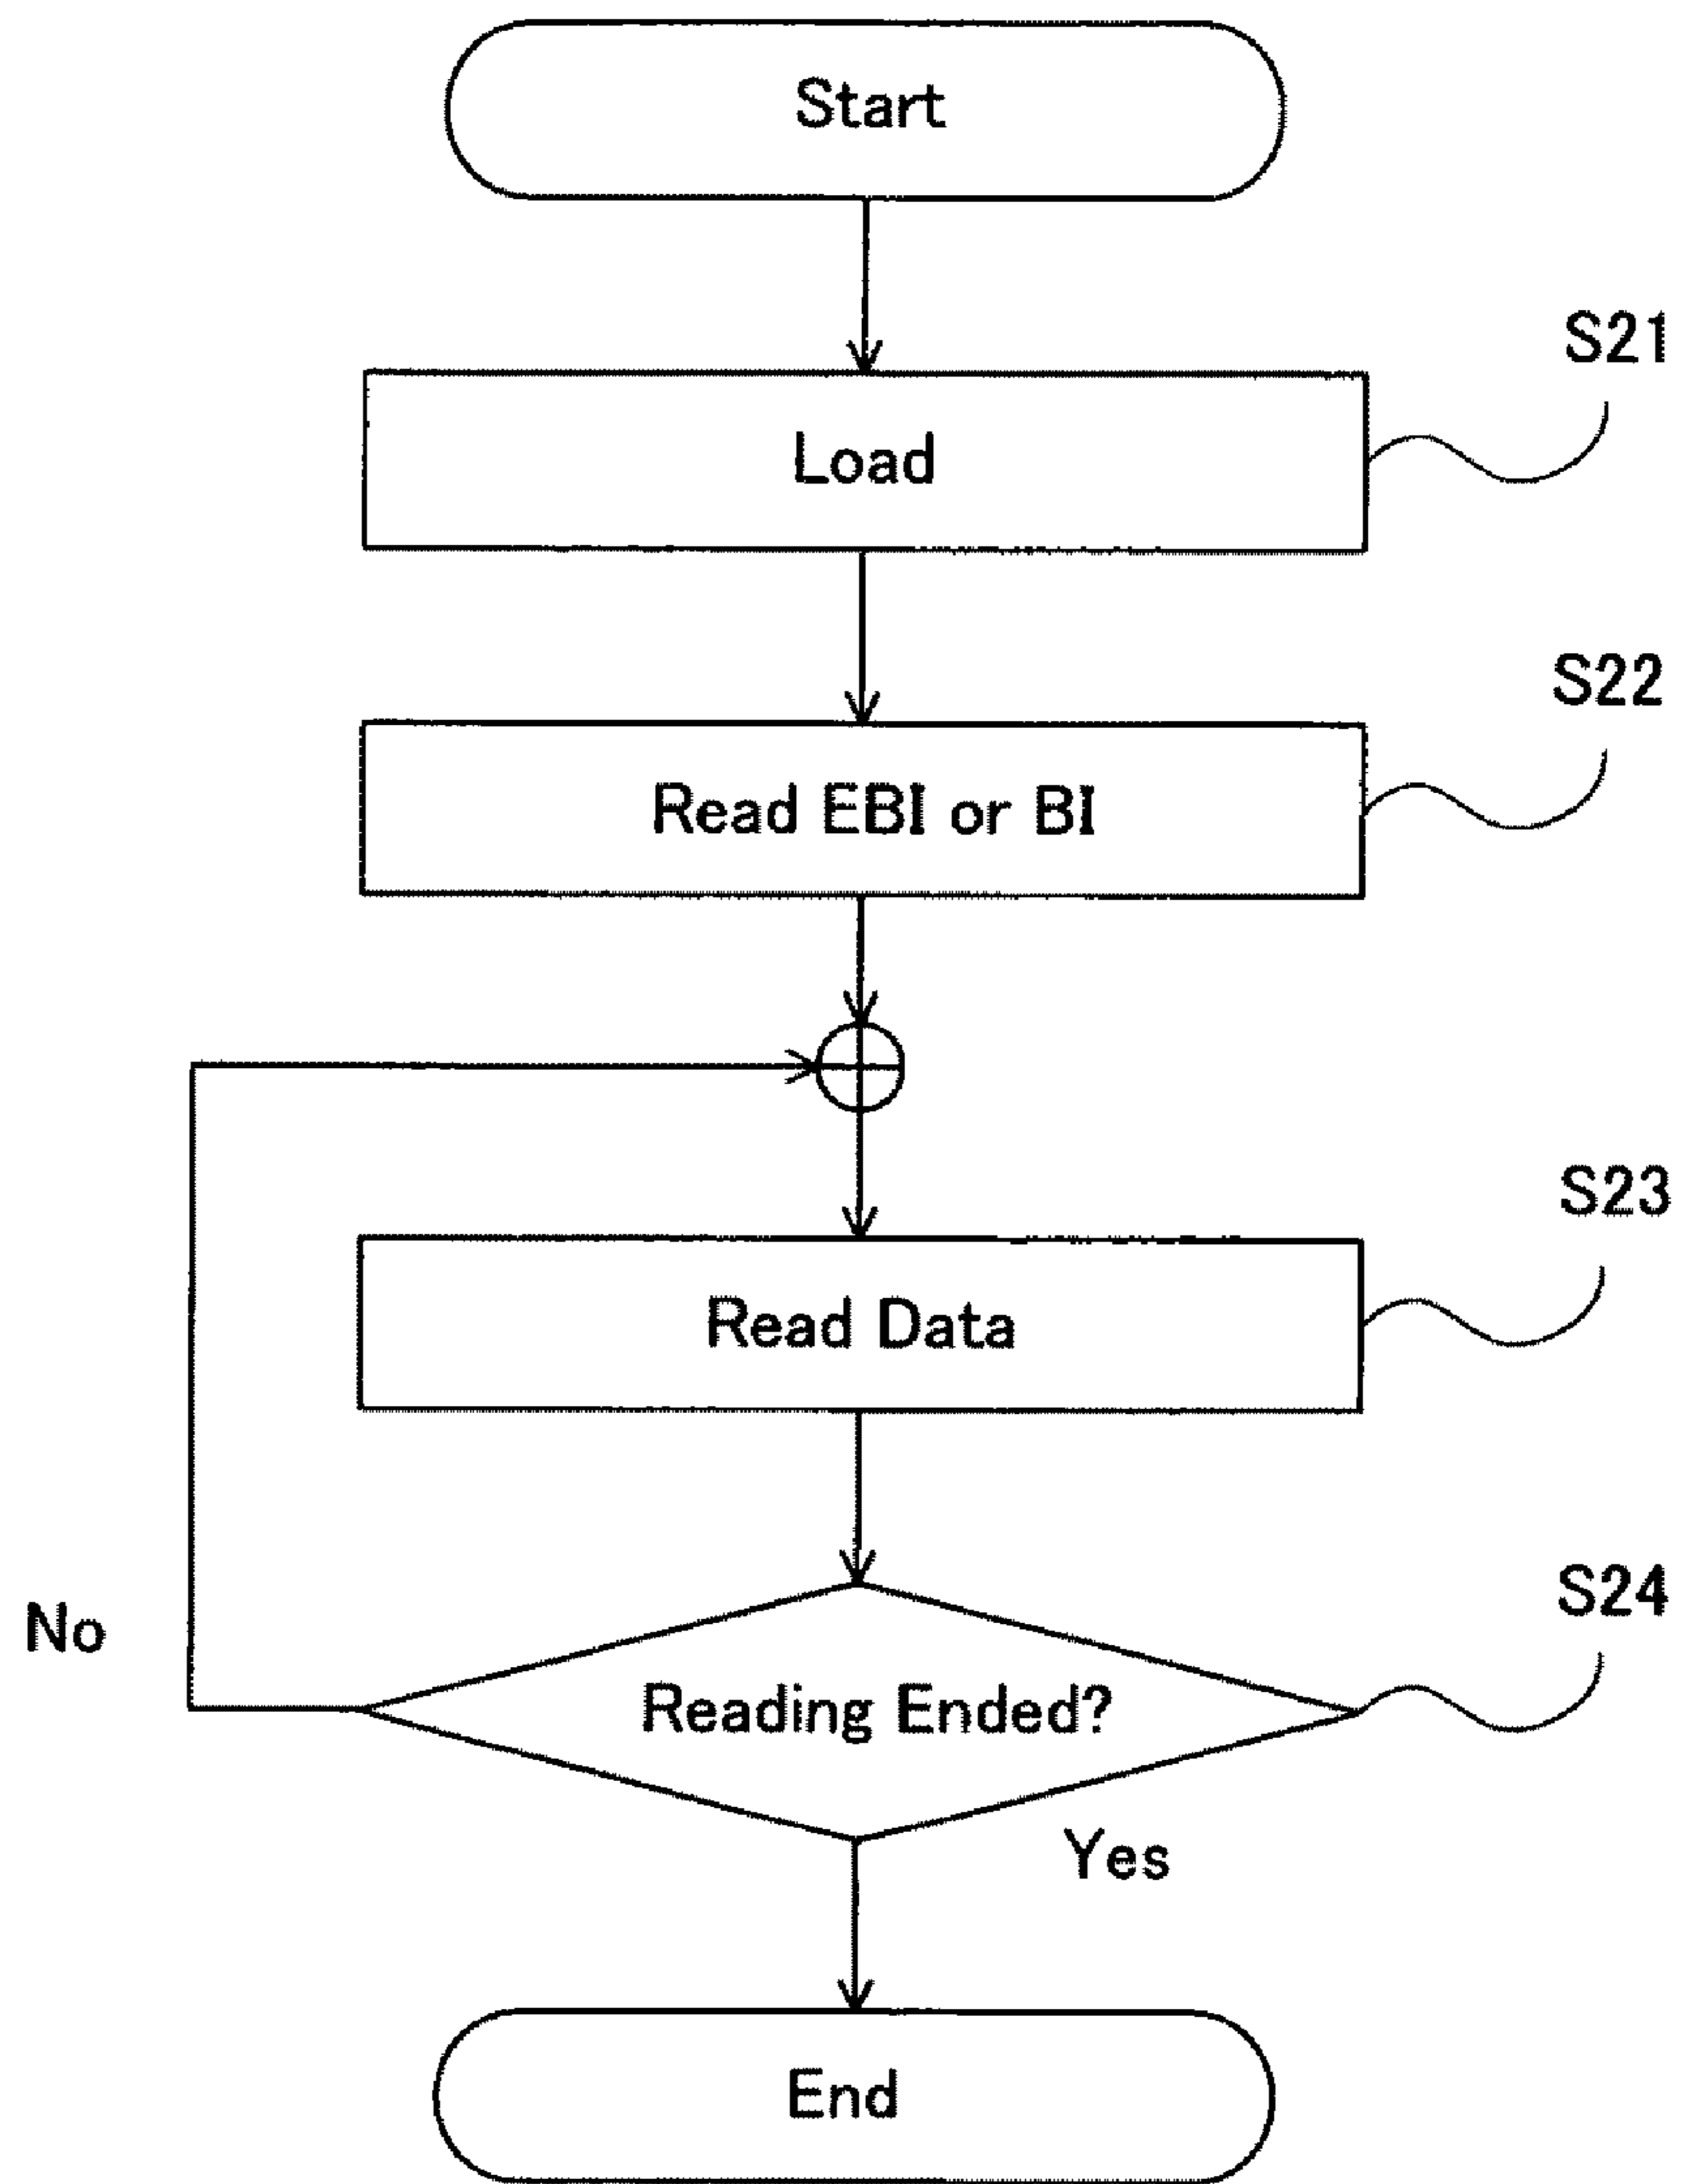 Start
S21
Load
S22
Read EBI or BI
S23
Read Data
S24
No
Reading Ended?
Yes
End